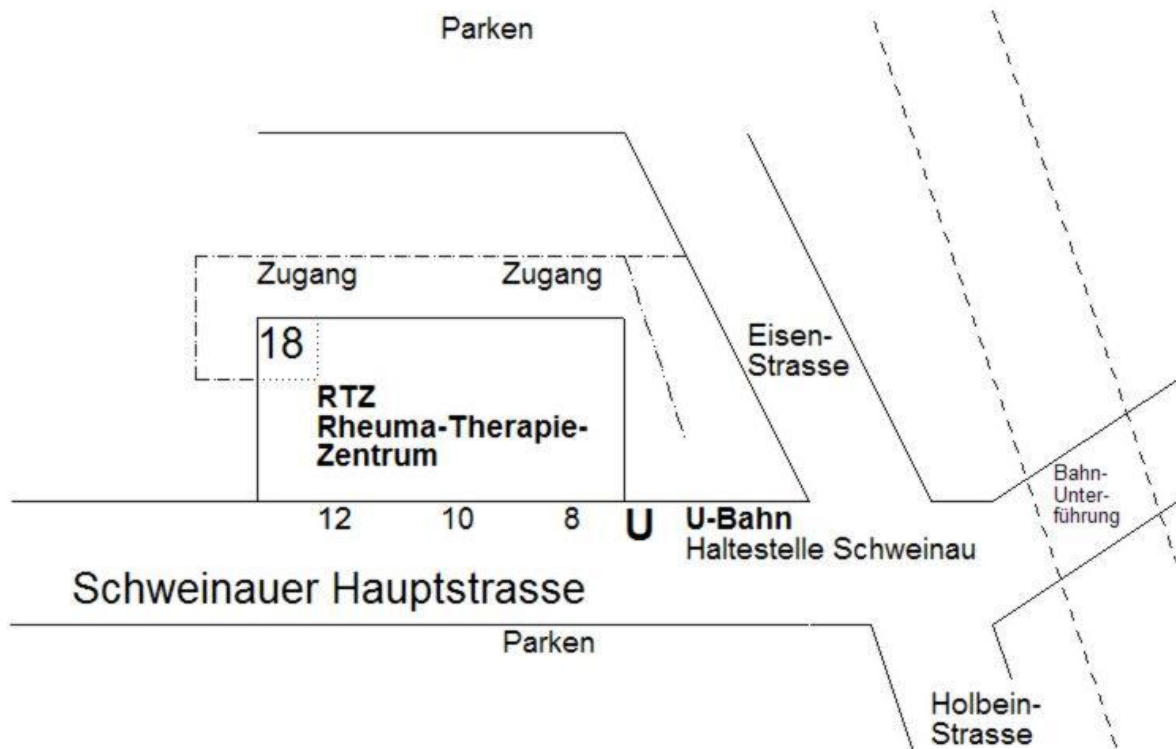 Parken
Zugang Zugang
18
Eisen-
Strasse
RTZ
Rheuma-Therapie-
Zentrum
Bahn-
Unter-
führung
12 10 8 U U-Bahn
Haltestelle Schweinau
Schweinauer Hauptstrasse
Parken
Holbein-
Strasse